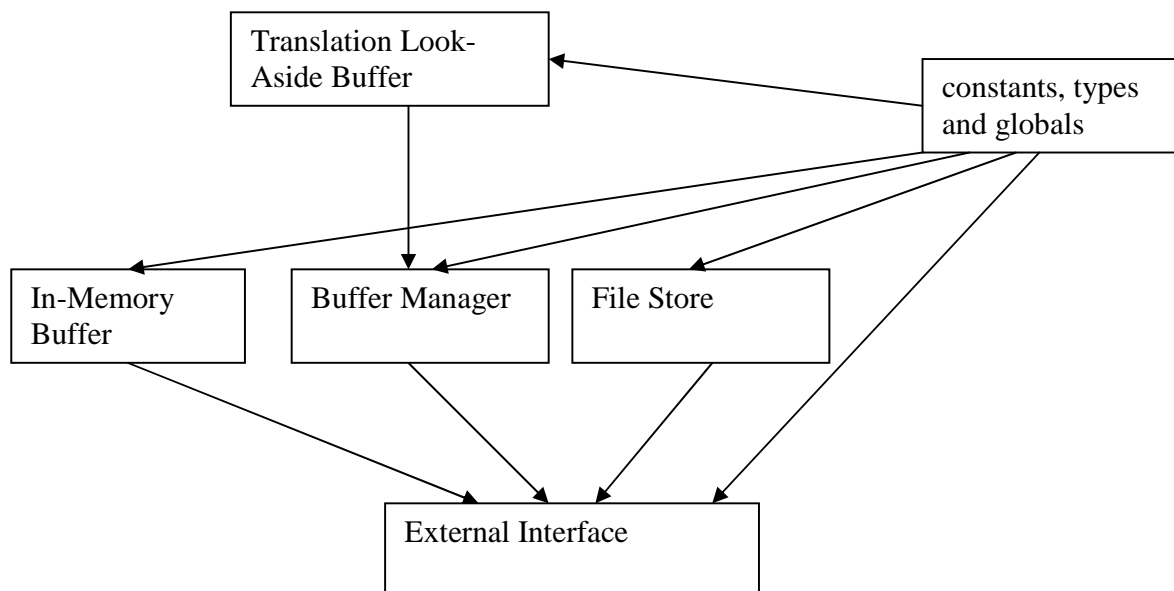 Translation Look-
Aside Buffer
constants, types
and globals
In-Memory
Buffer
Buffer Manager
File Store
External Interface